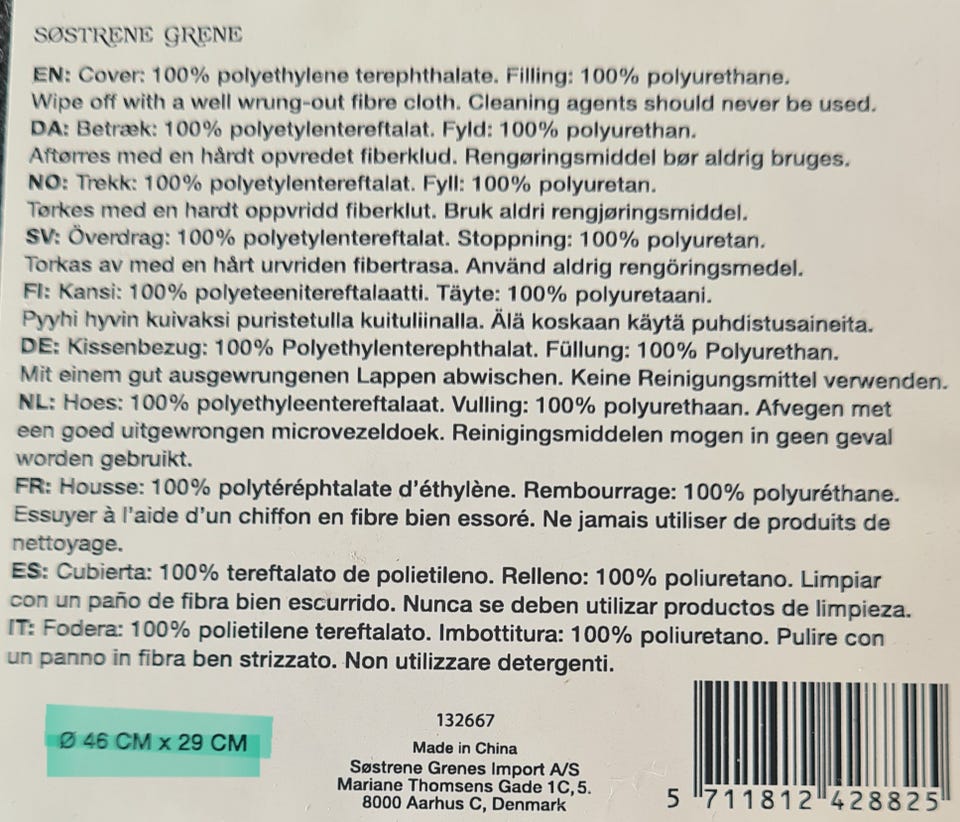 SØSTRENE GRENE
EN: Cover: 100% polyethylene terephthalate. Filling: 100% polyurethane.
Wipe off with a well wrung-out fibre cloth. Cleaning agents should never be used.
DA: Betræk: 100% polyetylentereftalat. Fyld: 100% polyurethan.
Aftørres med en hårdt opvredet fiberklud. Rengøringsmiddel bør aldrig bruges.
NO: Trekk: 100% polyetylentereftalat. Fyll: 100% polyuretan.
Tørkes med en hardt oppvridd fiberklut. Bruk aldri rengjøringsmiddel.
SV: Överdrag: 100% polyetylentereftalat. Stoppning: 100% polyuretan.
Torkas av med en hårt urvriden fibertrasa. Använd aldrig rengöringsmedel.
FI: Kansi: 100% polyeteenitereftalaatti. Täyte: 100% polyuretaani.
Pyyhi hyvin kuivaksi puristetulla kuituliinalla. Älä koskaan käytä puhdistusaineita.
DE: Kissenbezug: 100% Polyethylenterephthalat. Füllung: 100% Polyurethan.
Mit einem gut ausgewrungenen Lappen abwischen. Keine Reinigungsmittel verwenden.
NL: Hoes: 100% polyethyleentereftalaat. Vulling: 100% polyurethaan. Afvegen met
een goed uitgewrongen microvezeldoek. Reinigingsmiddelen mogen in geen geval
worden gebruikt.
FR: Housse: 100% polytéréphtalate d'éthylène. Rembourrage: 100% polyuréthane.
Essuyer à l'aide d'un chiffon en fibre bien essoré. Ne jamais utiliser de produits de
nettoyage.
ES: Cubierta: 100% tereftalato de polietileno. Relleno: 100% poliuretano. Limpiar
con un paño de fibra bien escurrido. Nunca se deben utilizar productos de limpieza.
IT: Fodera: 100% polietilene tereftalato. Imbottitura: 100% poliuretano. Pulire con
un panno in fibra ben strizzato. Non utilizzare detergenti.
Ø 46 CM x 29 CM
132667
Made in China
Søstrene Grenes Import A/S
Mariane Thomsens Gade 1C,5.
8000 Aarhus C, Denmark
5 711812 428825